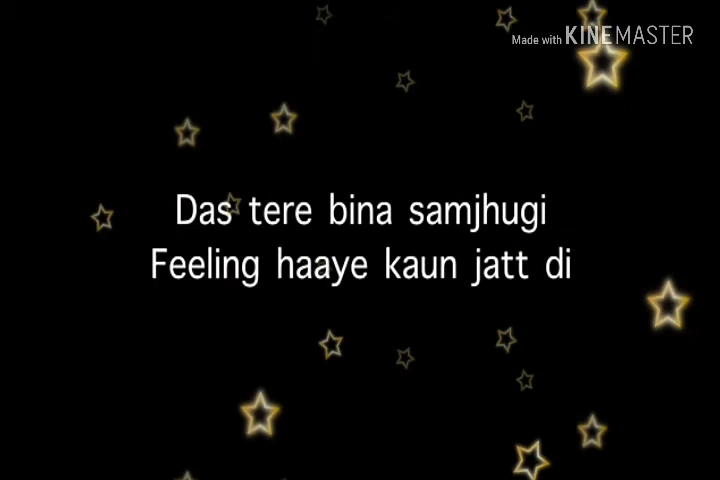 Made with KINEMASTER
Das tere bina samjhugi
Feeling haaye kaun jatt di